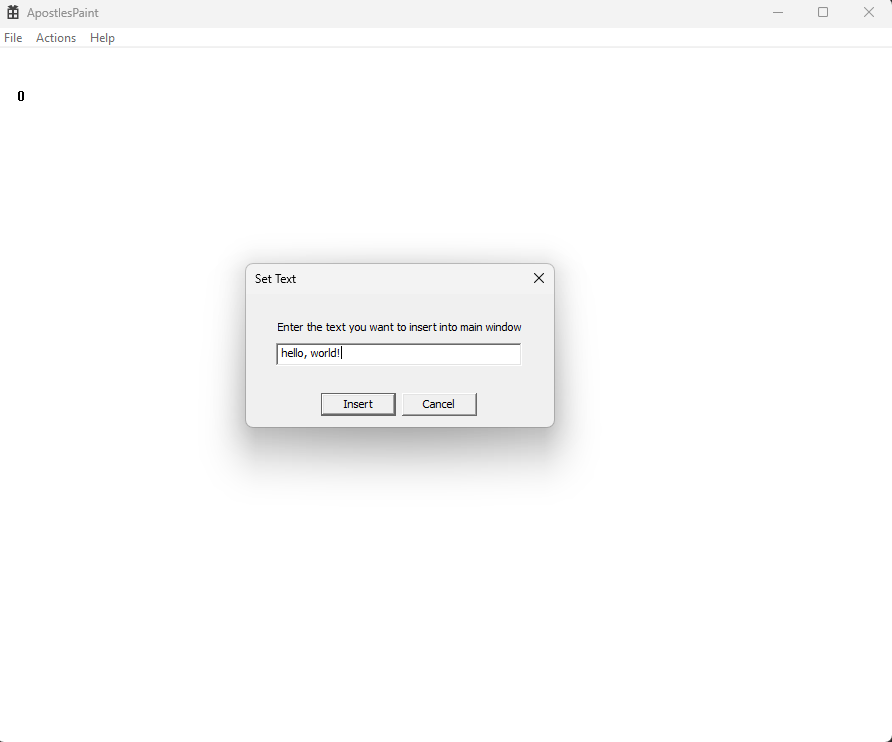 ApostlesPaint
File Actions Help
0
Set Text
Enter the text you want to insert into main window
hello, world!
Insert Cancel